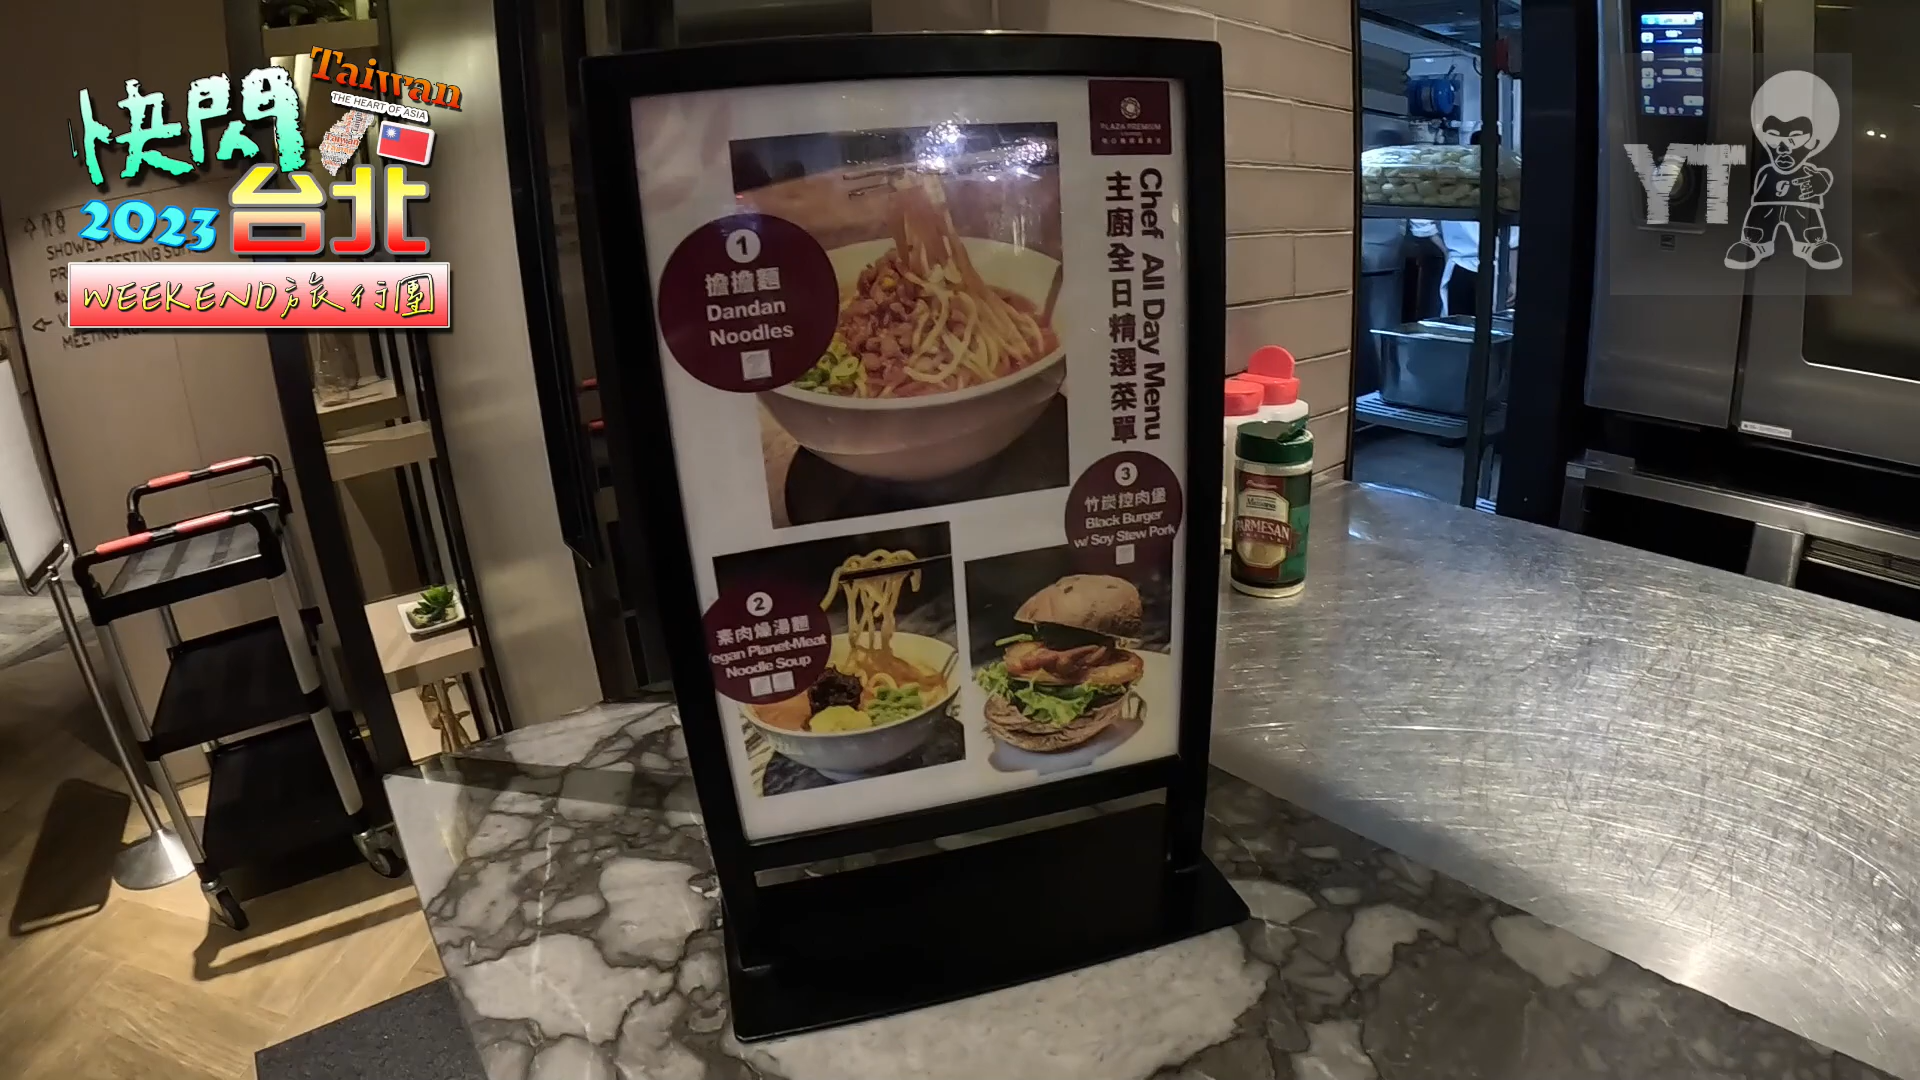 快閃
Taiwan
THE HEART OF ASIA
2023
台北
WEEKEND旅行團
SHOWER
MEETING
PLAZA PREMIUM
Chef All Day Menu
主廚全日精選菜單
1
擔擔麵
Dandan
Noodles
2
素肉燥湯麵
egan Planet-Meat
Noodle Soup
3
竹炭控肉堡
Black Burger
w/ Soy Stew Pork
PARMESAN
YT